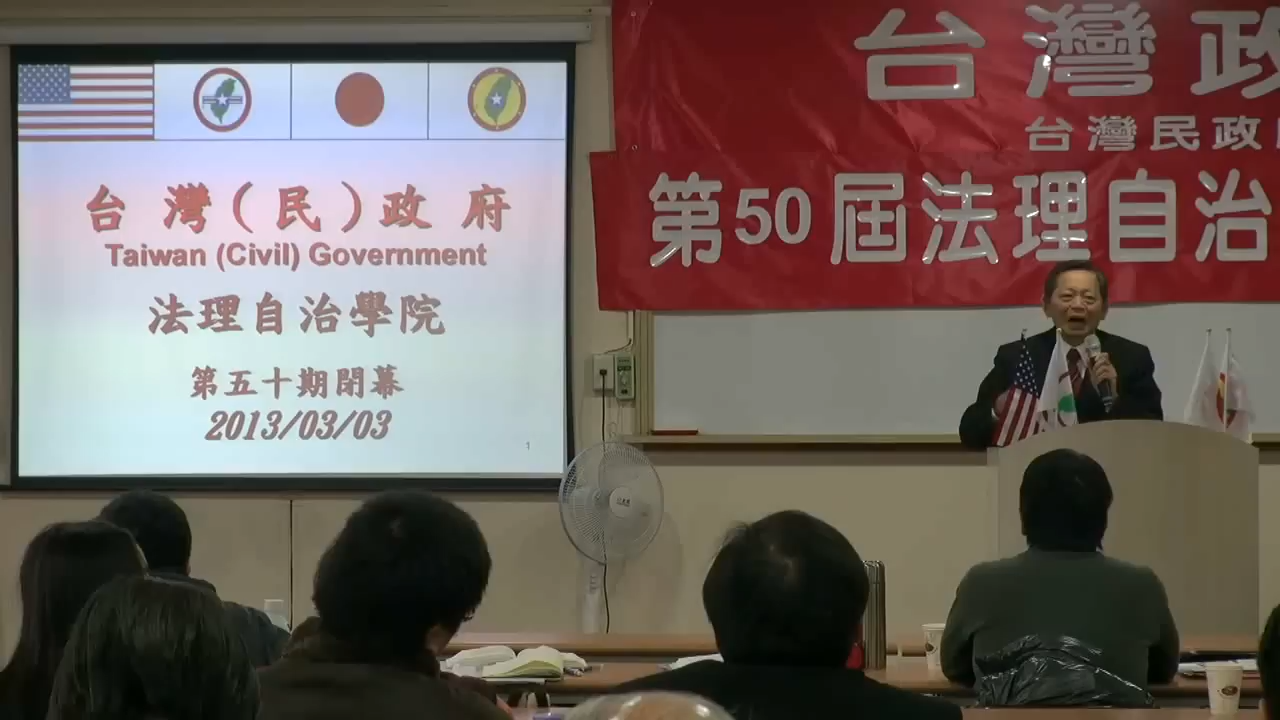 台灣(民)政府
Taiwan (Civil) Government
法理自治學院
第五十期閉幕
2013/03/03
1
台灣政
台灣民政
第50屆法理自治